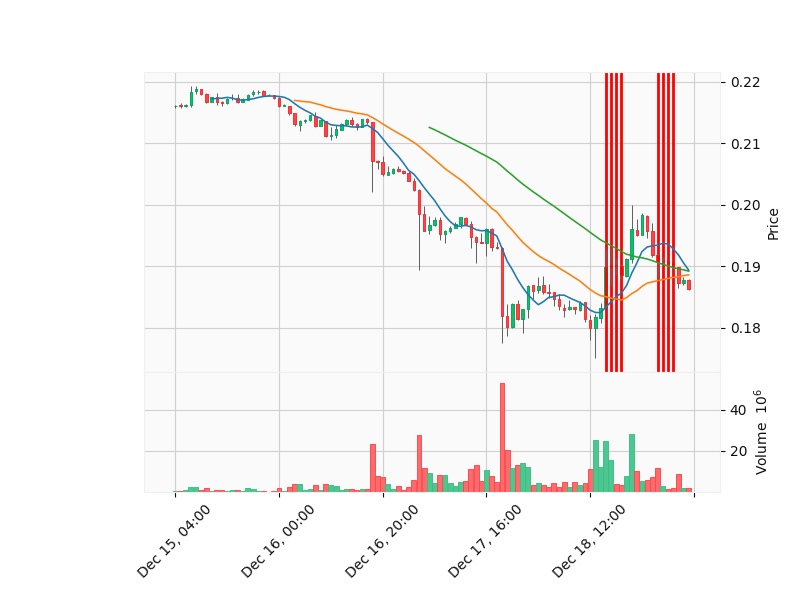 0.22
0.21
0.20
0.19
0.18
Price
40
20
Volume 10^6
Dec 15, 04:00
Dec 16, 00:00
Dec 16, 20:00
Dec 17, 16:00
Dec 18, 12:00